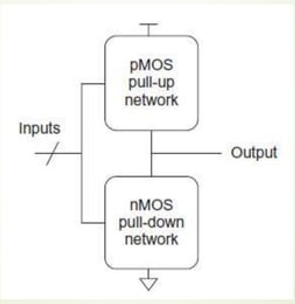 pMOS
pull-up
network
Inputs
Output
nMOS
pull-down
network